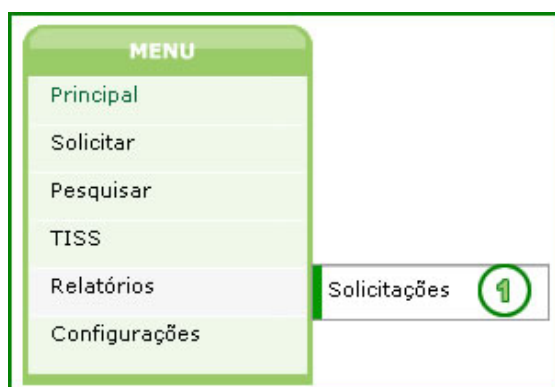 MENU
Principal
Solicitar
Pesquisar
TISS
Relatórios
Solicitações 1
Configurações